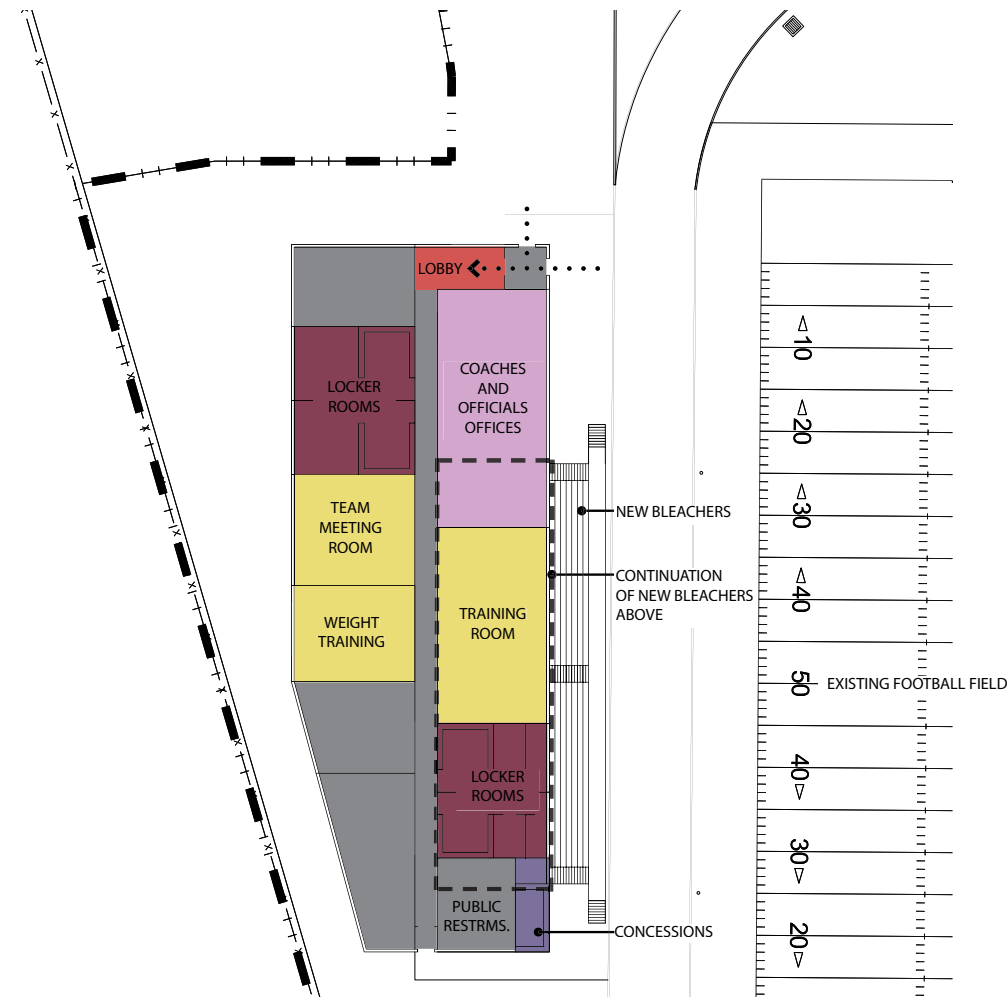 LOBBY
COACHES
AND
OFFICIALS
OFFICES
LOCKER
ROOMS
TEAM
MEETING
ROOM
WEIGHT
TRAINING
TRAINING
ROOM
LOCKER
ROOMS
PUBLIC
RESTRMS.
NEW BLEACHERS
CONTINUATION
OF NEW BLEACHERS
ABOVE
CONCESSIONS
10
20
30
40
50
EXISTING FOOTBALL FIELD
40
30
20